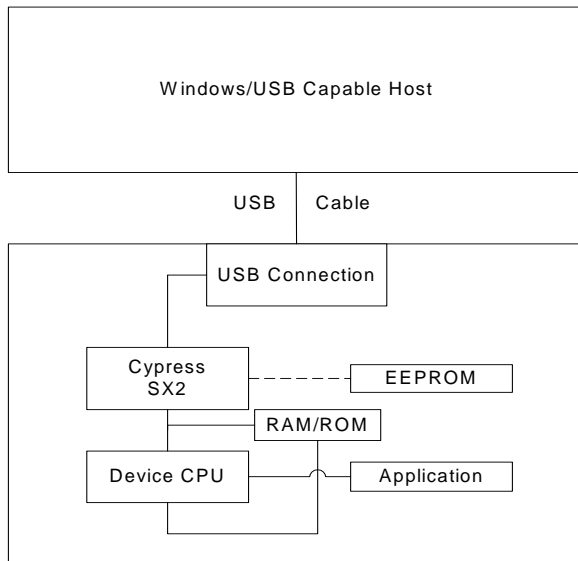 Windows/USB Capable Host
USB Cable
USB Connection
Cypress
SX2
EEPROM
RAM/ROM
Device CPU
Application